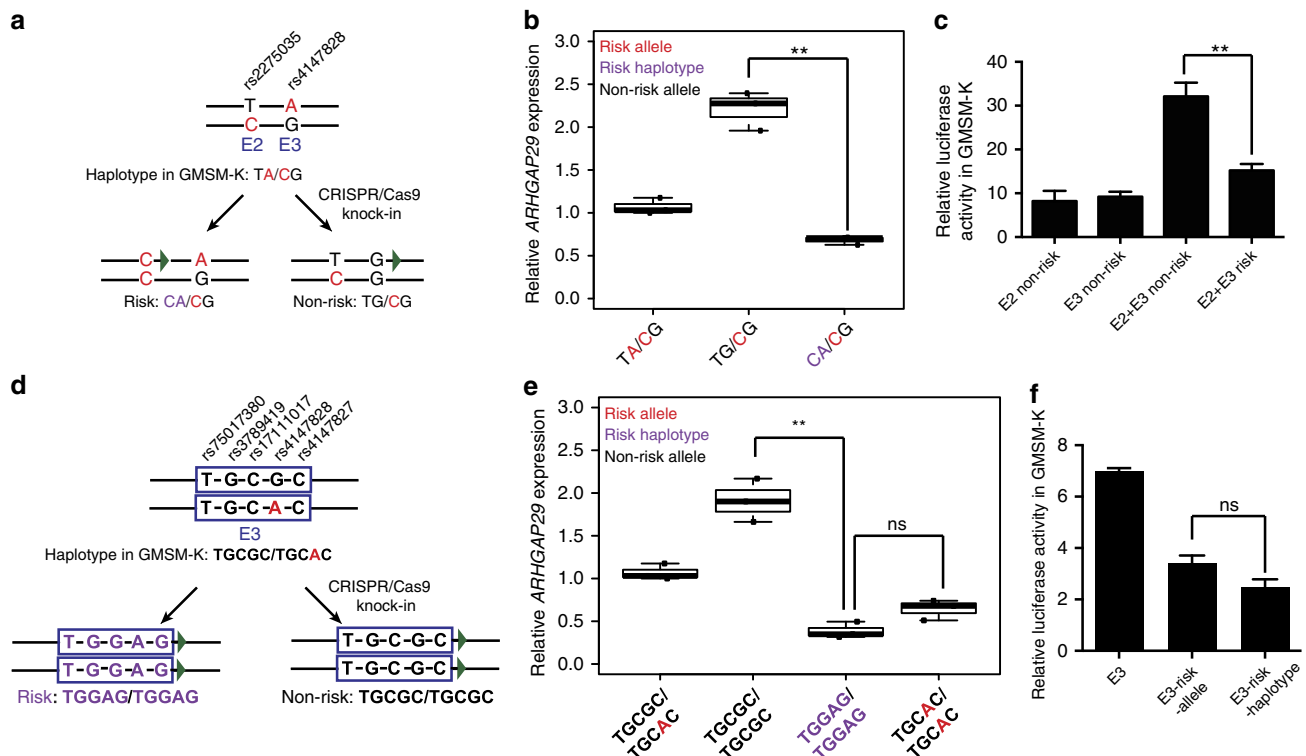 a
rs2275035
rs4147828
T A
C G
E2 E3
Haplotype in GMSM-K: TA/CG
CRISPR/Cas9
knock-in
C A
C G
Risk: CA/CG
T G
C G
Non-risk: TG/CG
b
Relative ARHGAP29 expression
3.0
2.5
2.0
1.5
1.0
0.5
0.0
Risk allele
Risk haplotype
Non-risk allele
**
TA/CG
TG/CG
CA/CG
c
Relative luciferase
activity in GMSM-K
40
30
20
10
0
**
E2 non-risk
E3 non-risk
E2+E3 non-risk
E2+E3 risk
d
rs75017380
rs3789419
rs17111017
rs4147828
rs4147827
T-G-C-G-C
T-G-C-A-C
E3
Haplotype in GMSM-K: TGCGC/TGCAC
CRISPR/Cas9
knock-in
T-G-G-A-G
T-G-G-A-G
Risk: TGGAG/TGGAG
T-G-C-G-C
T-G-C-G-C
Non-risk: TGCGC/TGCGC
e
Relative ARHGAP29 expression
3.0
2.5
2.0
1.5
1.0
0.5
0.0
Risk allele
Risk haplotype
Non-risk allele
**
ns
TGCGC/
TGCAC
TGCGC/
TGCGC
TGGAG/
TGGAG
TGCAC/
TGCAC
f
Relative luciferase activity in GMSM-K
8
6
4
2
0
ns
E3
E3-risk
-allele
E3-risk
-haplotype